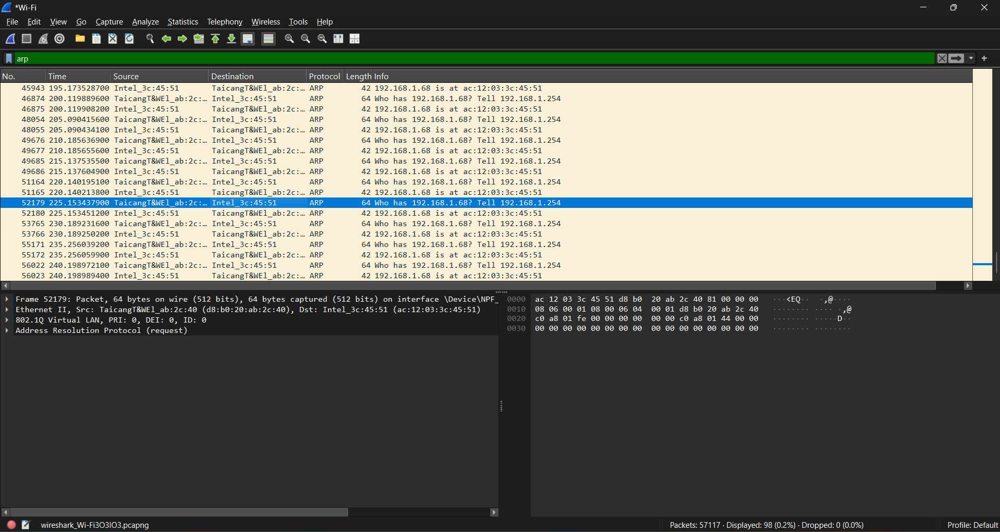 *Wi-Fi
File Edit View Go Capture Analyze Statistics Telephony Wireless Tools Help
arp
No. Time Source Destination Protocol Length Info
45943 195.173528700 Intel_3c:45:51 TaicangT&WEl_ab:2c:… ARP 42 192.168.1.68 is at ac:12:03:3c:45:51
46874 200.119889600 TaicangT&WEl_ab:2c:… Intel_3c:45:51 ARP 64 Who has 192.168.1.68? Tell 192.168.1.254
46875 200.119908200 Intel_3c:45:51 TaicangT&WEl_ab:2c:… ARP 42 192.168.1.68 is at ac:12:03:3c:45:51
48054 205.090415600 TaicangT&WEl_ab:2c:… Intel_3c:45:51 ARP 64 Who has 192.168.1.68? Tell 192.168.1.254
48055 205.090434100 Intel_3c:45:51 TaicangT&WEl_ab:2c:… ARP 42 192.168.1.68 is at ac:12:03:3c:45:51
49676 210.185636900 TaicangT&WEl_ab:2c:… Intel_3c:45:51 ARP 64 Who has 192.168.1.68? Tell 192.168.1.254
49677 210.185655600 Intel_3c:45:51 TaicangT&WEl_ab:2c:… ARP 42 192.168.1.68 is at ac:12:03:3c:45:51
49685 215.137535500 TaicangT&WEl_ab:2c:… Intel_3c:45:51 ARP 64 Who has 192.168.1.68? Tell 192.168.1.254
49686 215.137604900 Intel_3c:45:51 TaicangT&WEl_ab:2c:… ARP 42 192.168.1.68 is at ac:12:03:3c:45:51
51164 220.140195100 TaicangT&WEl_ab:2c:… Intel_3c:45:51 ARP 64 Who has 192.168.1.68? Tell 192.168.1.254
51165 220.140213800 Intel_3c:45:51 TaicangT&WEl_ab:2c:… ARP 42 192.168.1.68 is at ac:12:03:3c:45:51
52179 225.153437900 TaicangT&WEl_ab:2c:… Intel_3c:45:51 ARP 64 Who has 192.168.1.68? Tell 192.168.1.254
52180 225.153451200 Intel_3c:45:51 TaicangT&WEl_ab:2c:… ARP 42 192.168.1.68 is at ac:12:03:3c:45:51
53765 230.189231600 TaicangT&WEl_ab:2c:… Intel_3c:45:51 ARP 64 Who has 192.168.1.68? Tell 192.168.1.254
53766 230.189250200 Intel_3c:45:51 TaicangT&WEl_ab:2c:… ARP 42 192.168.1.68 is at ac:12:03:3c:45:51
55171 235.256039200 TaicangT&WEl_ab:2c:… Intel_3c:45:51 ARP 64 Who has 192.168.1.68? Tell 192.168.1.254
55172 235.256059900 Intel_3c:45:51 TaicangT&WEl_ab:2c:… ARP 42 192.168.1.68 is at ac:12:03:3c:45:51
56022 240.198972100 TaicangT&WEl_ab:2c:… Intel_3c:45:51 ARP 64 Who has 192.168.1.68? Tell 192.168.1.254
56023 240.198989400 Intel_3c:45:51 TaicangT&WEl_ab:2c:… ARP 42 192.168.1.68 is at ac:12:03:3c:45:51
Frame 52179: Packet, 64 bytes on wire (512 bits), 64 bytes captured (512 bits) on interface \Device\NPF_
Ethernet II, Src: TaicangT&WEl_ab:2c:40 (d8:b0:20:ab:2c:40), Dst: Intel_3c:45:51 (ac:12:03:3c:45:51)
802.1Q Virtual LAN, PRI: 0, DEI: 0, ID: 0
Address Resolution Protocol (request)
0000 ac 12 03 3c 45 51 d8 b0 20 ab 2c 40 81 00 00 00 ···<EQ·· ·,@····
0010 08 06 00 01 08 00 06 04 00 01 d8 b0 20 ab 2c 40 ········ ···· ·,@
0020 c0 a8 01 fe 00 00 00 00 00 00 c0 a8 01 44 00 00 ········ ·····D··
0030 00 00 00 00 00 00 00 00 00 00 00 00 00 00 00 00 ········ ········
wireshark_Wi-Fi3O3IO3.pcapng
Packets: 57117 · Displayed: 98 (0.2%) · Dropped: 0 (0.0%)
Profile: Default